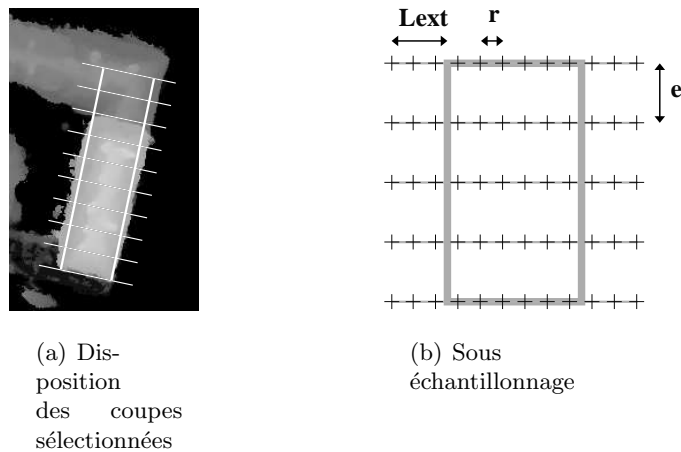 Lext
r
e
(a) Dis-
position
des coupes
sélectionnées
(b) Sous
échantillonnage